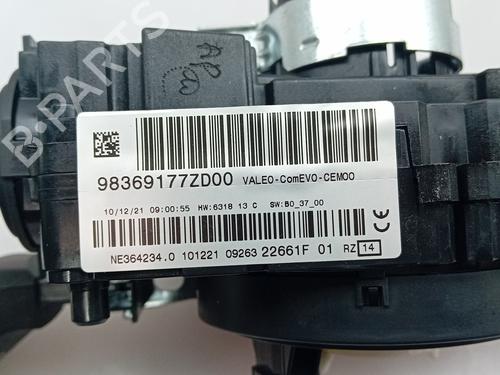 98369177ZD00 VALEO-ComEVO-CEM00
10/12/21 09:00:55 HW:6318 13 C SW:B0_37_00
NE364234.0 101221 09263 22661F 01 RZ 14
CE
B-PARTS